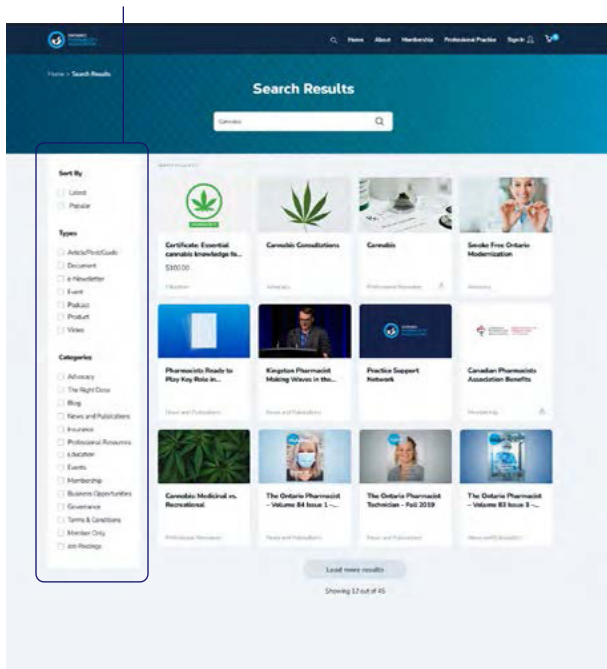 ONTARIO PHARMACISTS ASSOCIATION
Home About Membership Professional Practice Sign In
Home > Search Results
Search Results
Cannabis
Sort By
Latest
Popular
Types
Article/Post/Guide
Document
e-Newsletter
Event
Podcast
Product
Video
Categories
Advocacy
The Right Dose
Blog
News and Publications
Insurance
Professional Resources
Education
Events
Membership
Business Opportunities
Governance
Terms & Conditions
Member Only
Job Postings
Certificate: Essential
cannabis knowledge fo...
$100.00
Education
Cannabis Consultations
Advocacy
Cannabis
Professional Resources
Smoke Free Ontario
Modernization
Advocacy
Pharmacists Ready to
Play Key Role in...
News and Publications
Kingston Pharmacist
Making Waves in the...
News and Publications
Practice Support
Network
Canadian Pharmacists
Association Benefits
Membership
Cannabis: Medicinal vs.
Recreational
Professional Resources
The Ontario Pharmacist
– Volume 84 Issue 1 –...
News and Publications
The Ontario Pharmacist
Technician – Fall 2019
News and Publications
The Ontario Pharmacist
– Volume 83 Issue 3 –...
News and Publications
Load more results
Showing 12 out of 45